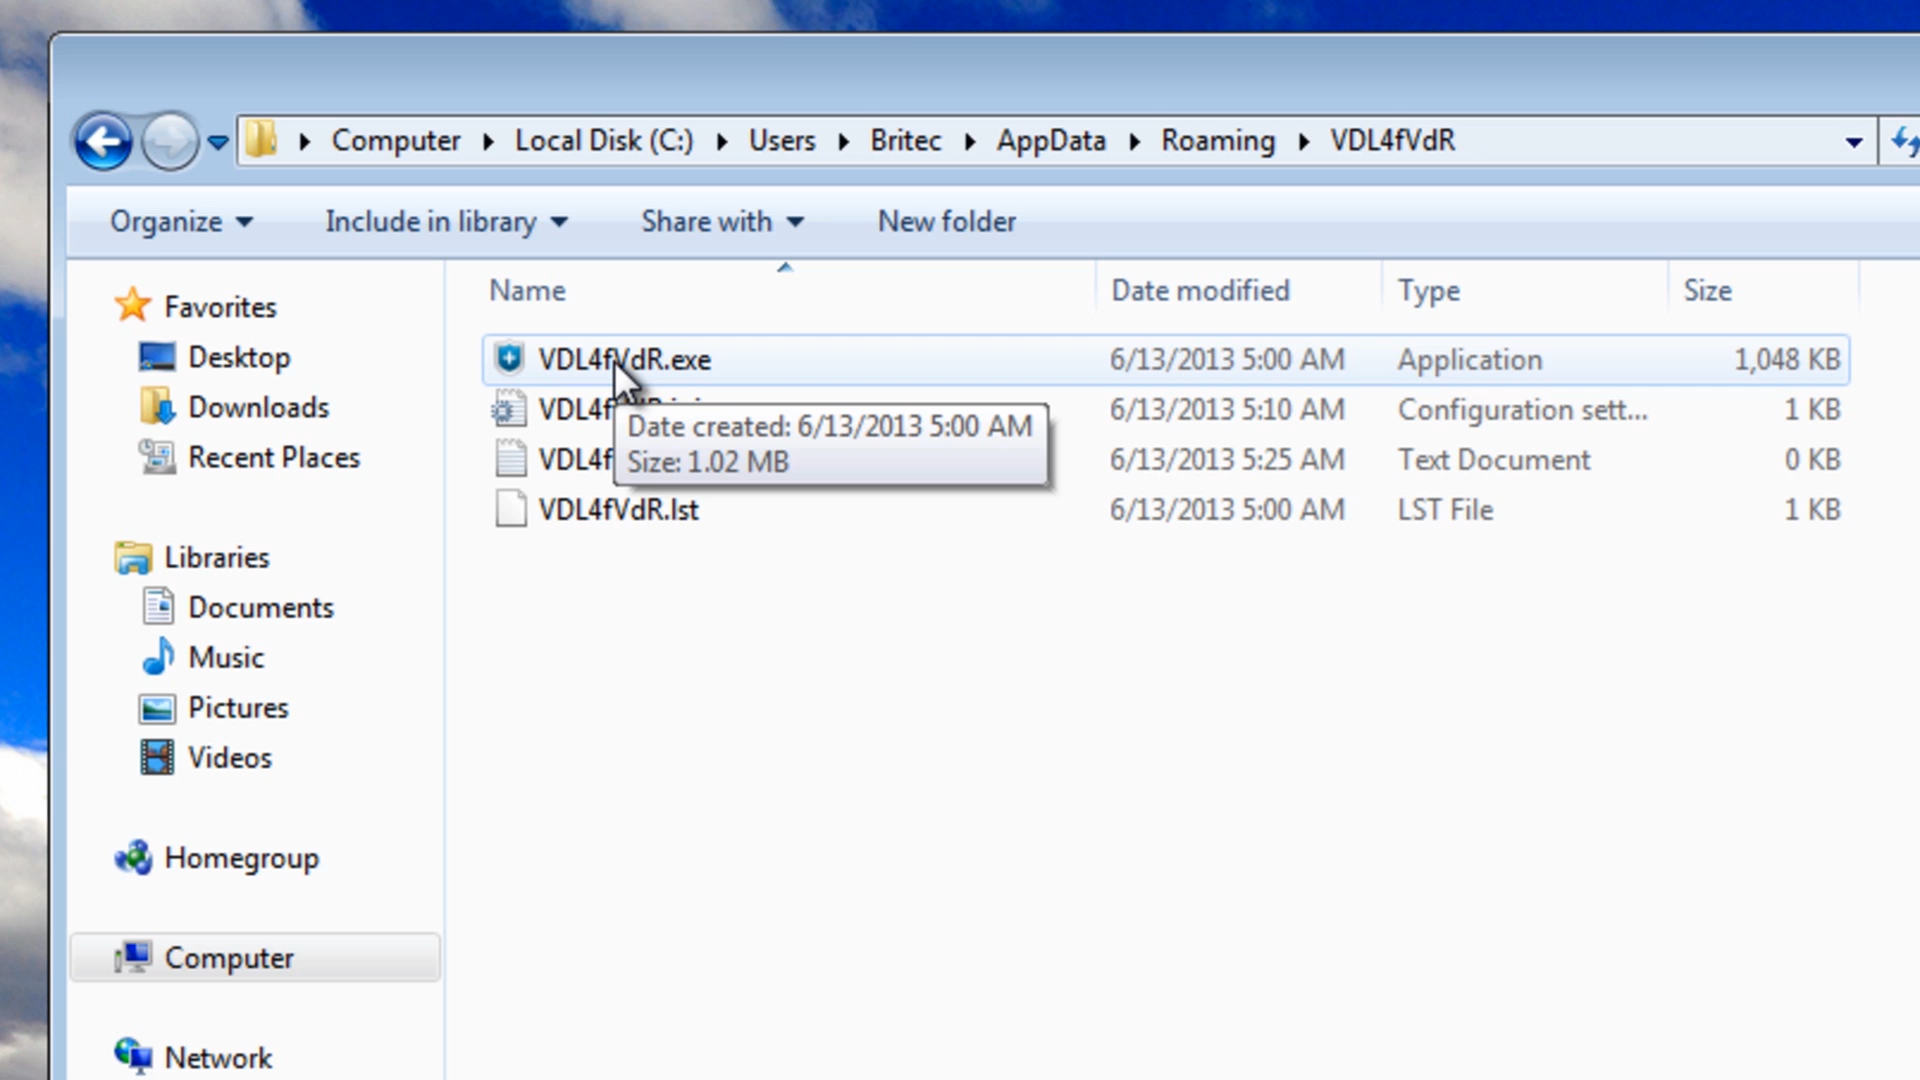 Computer Local Disk (C:) Users Britec AppData Roaming VDL4fVdR
Organize Include in library Share with New folder
Name Date modified Type Size
Favorites
Desktop
Downloads
Recent Places
Libraries
Documents
Music
Pictures
Videos
Homegroup
Computer
Network
VDL4fVdR.exe 6/13/2013 5:00 AM Application 1,048 KB
6/13/2013 5:10 AM Configuration sett... 1 KB
6/13/2013 5:25 AM Text Document 0 KB
VDL4fVdR.lst 6/13/2013 5:00 AM LST File 1 KB
Date created: 6/13/2013 5:00 AM
Size: 1.02 MB